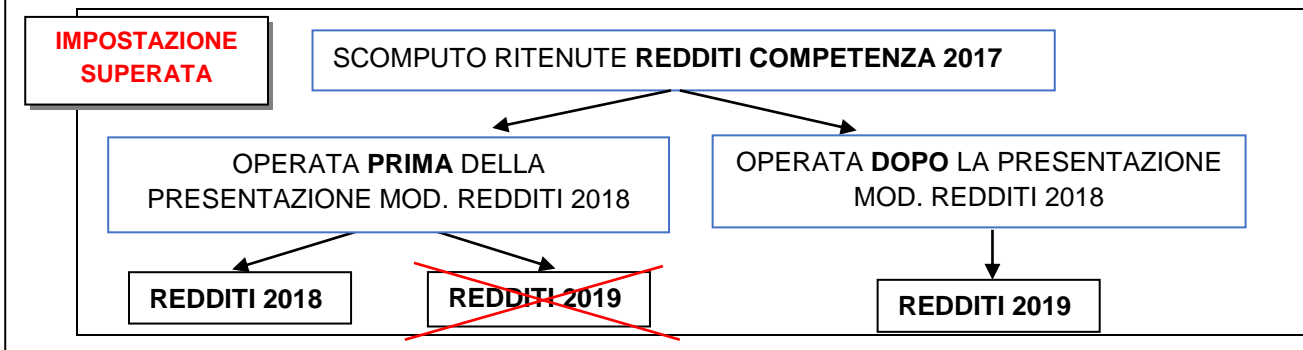 IMPOSTAZIONE
SUPERATA
SCOMPUTO RITENUTE REDDITI COMPETENZA 2017
OPERATA PRIMA DELLA
PRESENTAZIONE MOD. REDDITI 2018
OPERATA DOPO LA PRESENTAZIONE
MOD. REDDITI 2018
REDDITI 2018
REDDITI 2019
REDDITI 2019